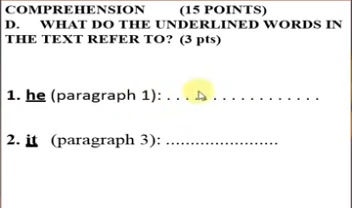 COMPREHENSION (15 POINTS)
D. WHAT DO THE UNDERLINED WORDS IN
THE TEXT REFER TO? (3 pts)
1. he (paragraph 1): . . . . . . . . . . . . . . . .
2. it (paragraph 3): .......................